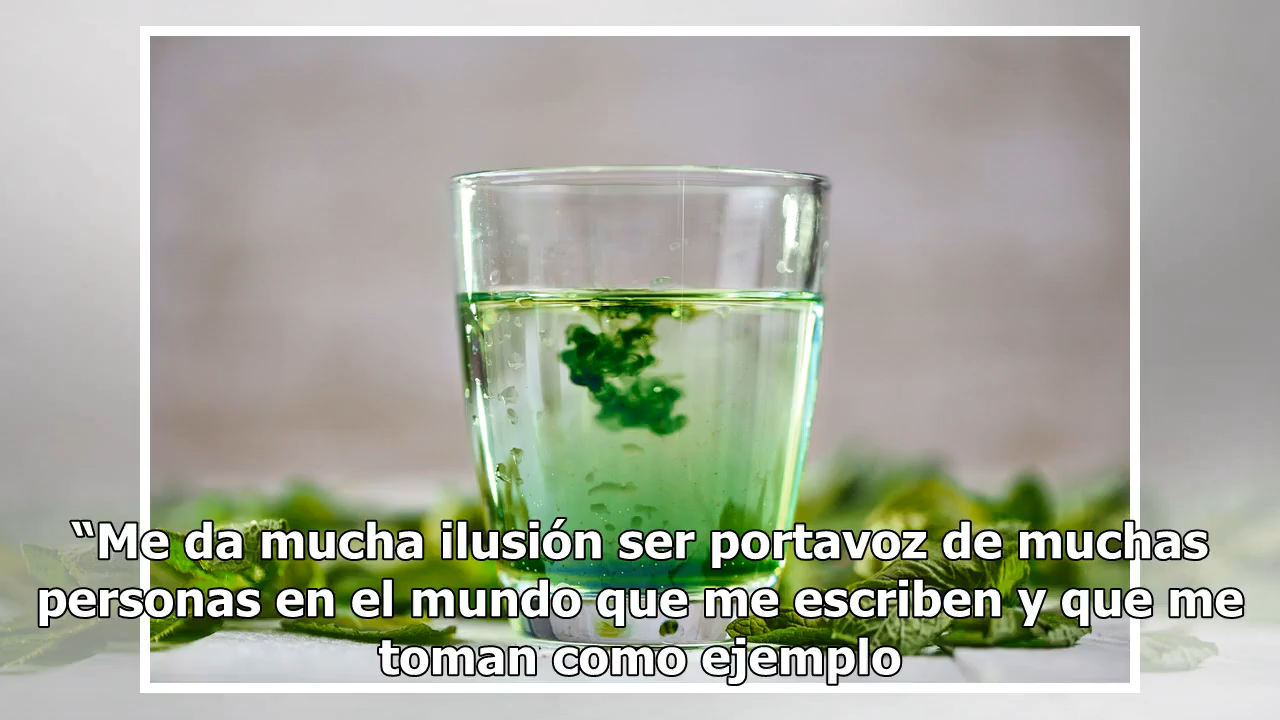 “Me da mucha ilusión ser portavoz de muchas
personas en el mundo que me escriben y que me
toman como ejemplo